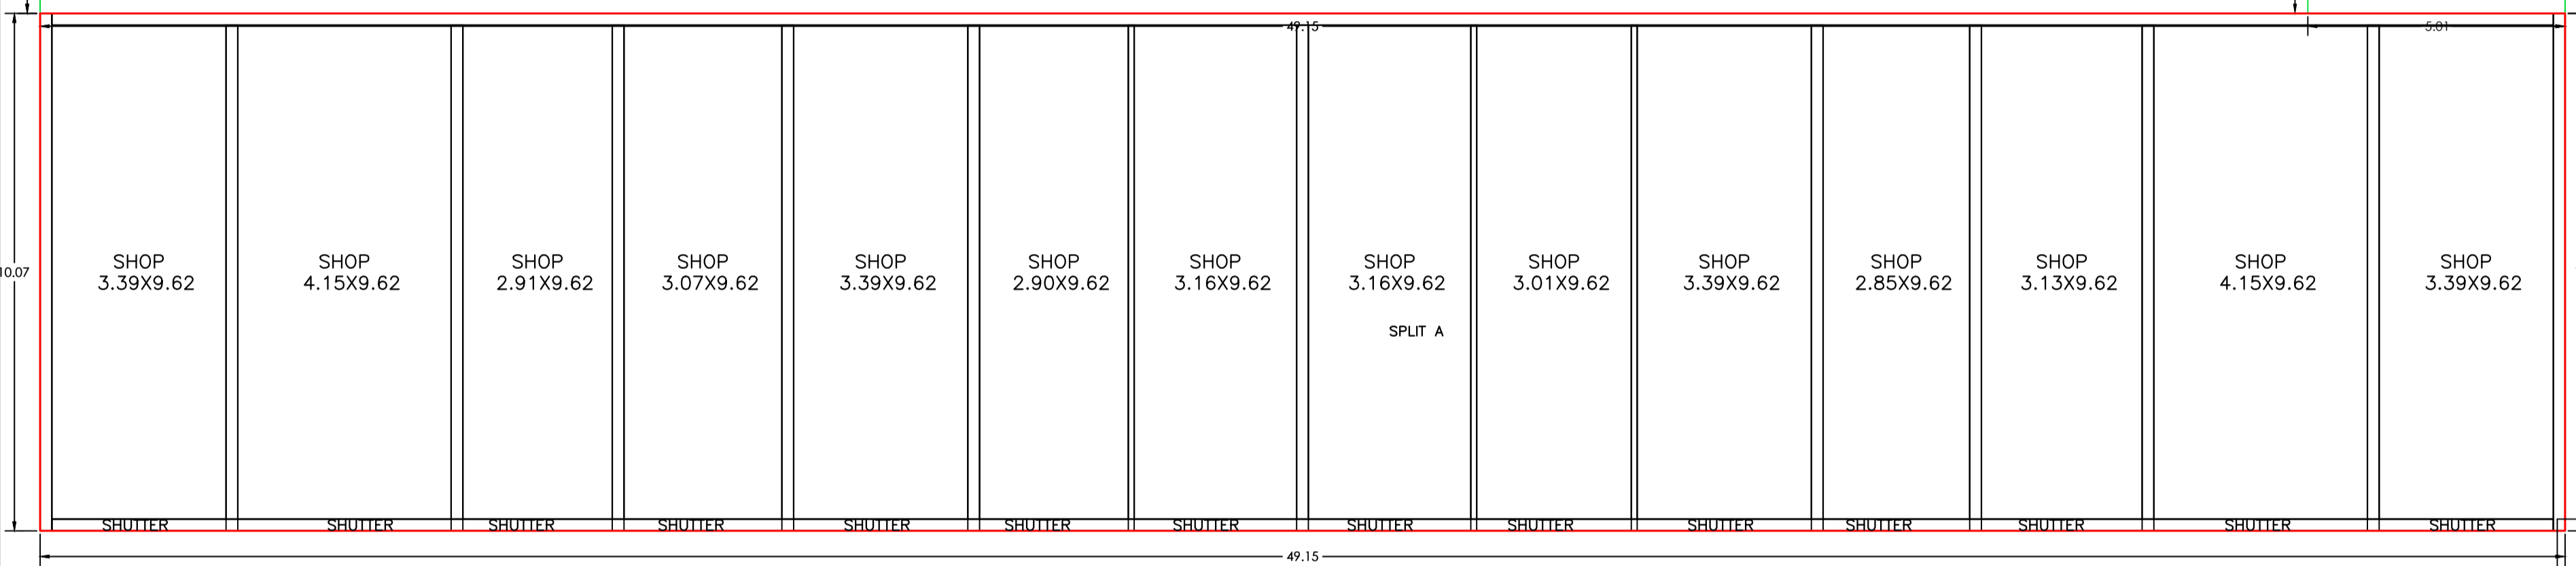 49.15
5.01
10.07
SHOP
3.39X9.62
SHOP
4.15X9.62
SHOP
2.91X9.62
SHOP
3.07X9.62
SHOP
3.39X9.62
SHOP
2.90X9.62
SHOP
3.16X9.62
SHOP
3.16X9.62
SPLIT A
SHOP
3.01X9.62
SHOP
3.39X9.62
SHOP
2.85X9.62
SHOP
3.13X9.62
SHOP
4.15X9.62
SHOP
3.39X9.62
SHUTTER
SHUTTER
SHUTTER
SHUTTER
SHUTTER
SHUTTER
SHUTTER
SHUTTER
SHUTTER
SHUTTER
SHUTTER
SHUTTER
SHUTTER
SHUTTER
49.15